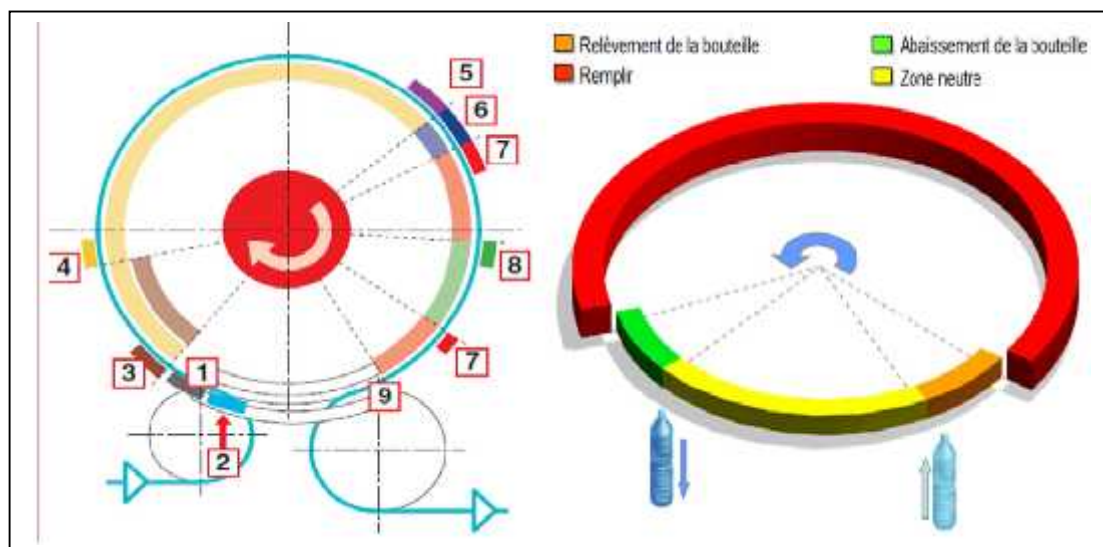 5
6
7
4
8
7
3
1
9
2
Relèvement de la bouteille
Abaissement de la bouteille
Remplir
Zone neutre